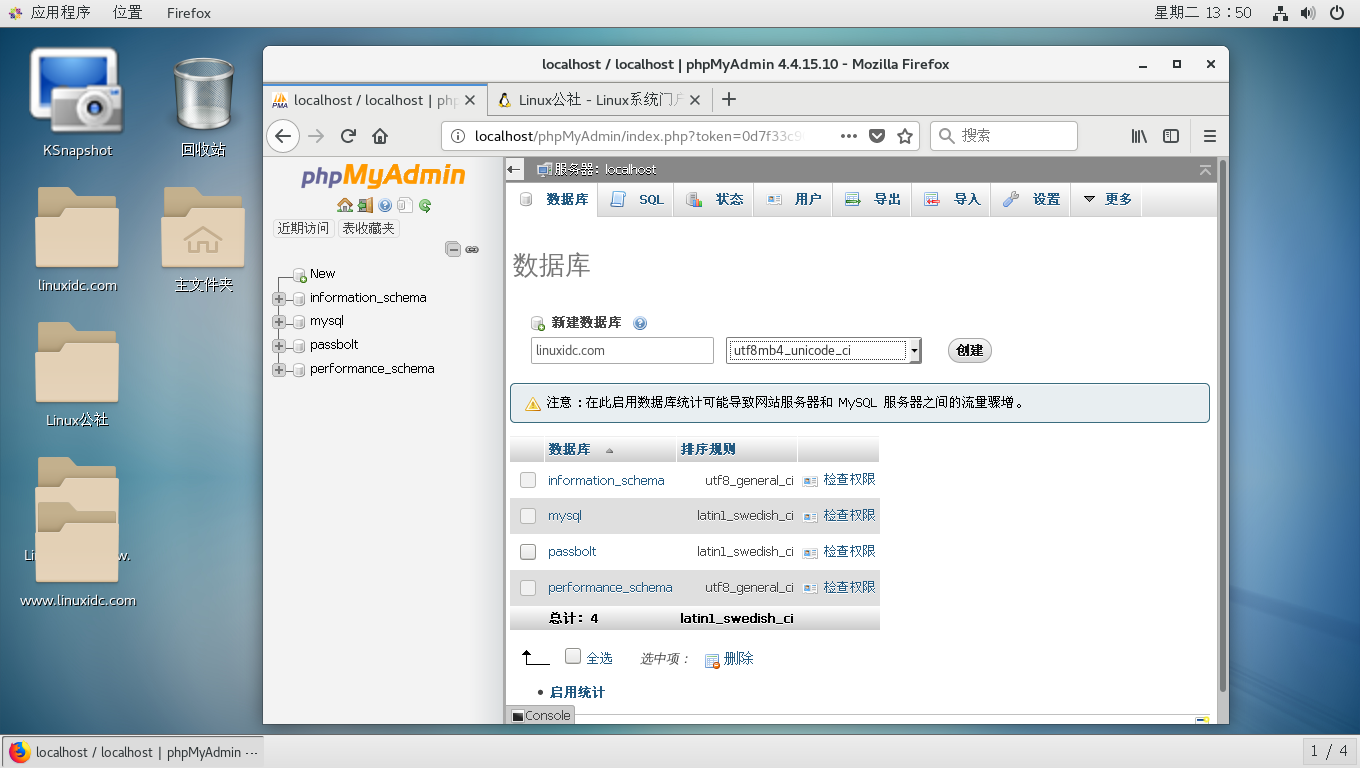 应用程序 位置 Firefox 星期二 13：50
KSnapshot
回收站
linuxidc.com
主文件夹
Linux公社
www.linuxidc.com
localhost / localhost | phpMyAdmin 4.4.15.10 - Mozilla Firefox
localhost / localhost | php
Linux公社 - Linux系统门户
localhost/phpMyAdmin/index.php?token=0d7f33c9
搜索
phpMyAdmin
近期访问 表收藏夹
New
information_schema
mysql
passbolt
performance_schema
服务器: localhost
数据库 SQL 状态 用户 导出 导入 设置 更多
数据库
新建数据库
linuxidc.com utf8mb4_unicode_ci 创建
注意：在此启用数据库统计可能导致网站服务器和 MySQL 服务器之间的流量骤增。
数据库 排序规则
information_schema utf8_general_ci 检查权限
mysql latin1_swedish_ci 检查权限
passbolt latin1_swedish_ci 检查权限
performance_schema utf8_general_ci 检查权限
总计: 4 latin1_swedish_ci
全选 选中项： 删除
启用统计
Console
localhost / localhost | phpMyAdmin ···
1 / 4